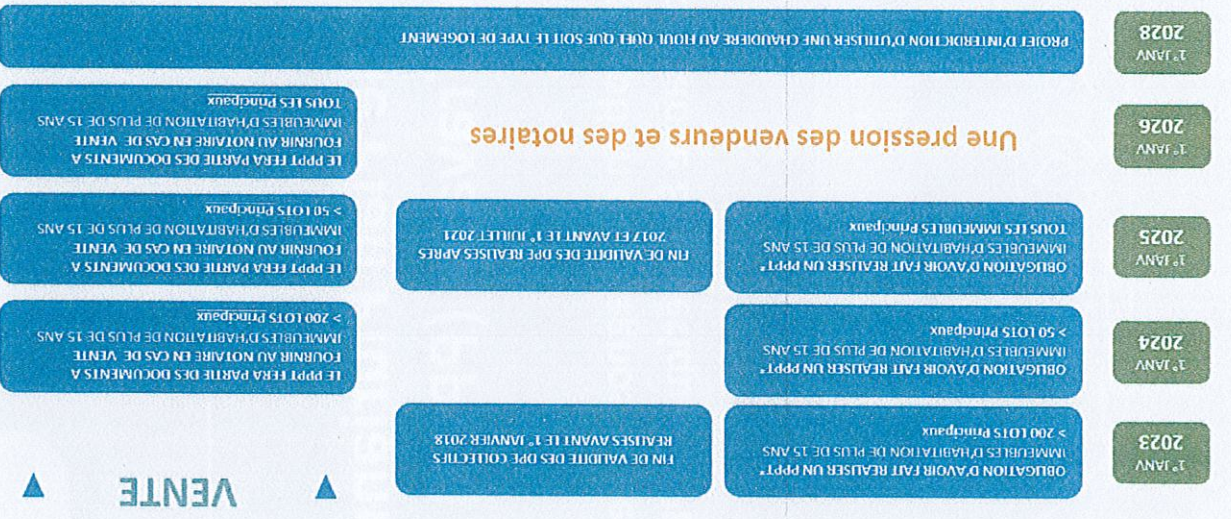 VENTE
1° JANV
2023
OBLIGATION D'AVOIR FAIT REALISER UN PPPT*
IMMEUBLES D'HABITATION DE PLUS DE 15 ANS
> 200 LOTS Principaux
FIN DE VALIDITE DES DPE COLLECTIFS
REALISES AVANT LE 1° JANVIER 2018
1° JANV
2024
OBLIGATION D'AVOIR FAIT REALISER UN PPPT*
IMMEUBLES D'HABITATION DE PLUS DE 15 ANS
> 50 LOTS Principaux
LE PPPT FERA PARTIE DES DOCUMENTS A
FOURNIR AU NOTAIRE EN CAS DE VENTE
IMMEUBLES D'HABITATION DE PLUS DE 15 ANS
> 200 LOTS Principaux
1° JANV
2025
OBLIGATION D'AVOIR FAIT REALISER UN PPPT*
IMMEUBLES D'HABITATION DE PLUS DE 15 ANS
TOUS LES IMMEUBLES Principaux
FIN DE VALIDITE DES DPE REALISES APRES
2017 ET AVANT LE 1° JUILLET 2021
LE PPPT FERA PARTIE DES DOCUMENTS A
FOURNIR AU NOTAIRE EN CAS DE VENTE
IMMEUBLES D'HABITATION DE PLUS DE 15 ANS
> 50 LOTS Principaux
1° JANV
2026
Une pression des vendeurs et des notaires
LE PPPT FERA PARTIE DES DOCUMENTS A
FOURNIR AU NOTAIRE EN CAS DE VENTE
IMMEUBLES D'HABITATION DE PLUS DE 15 ANS
TOUS LES Principaux
1° JANV
2028
PROJET D'INTERDICTION D'UTILISER UNE CHAUDIERE AU FIOUL QUEL QUE SOIT LE TYPE DE LOGEMENT